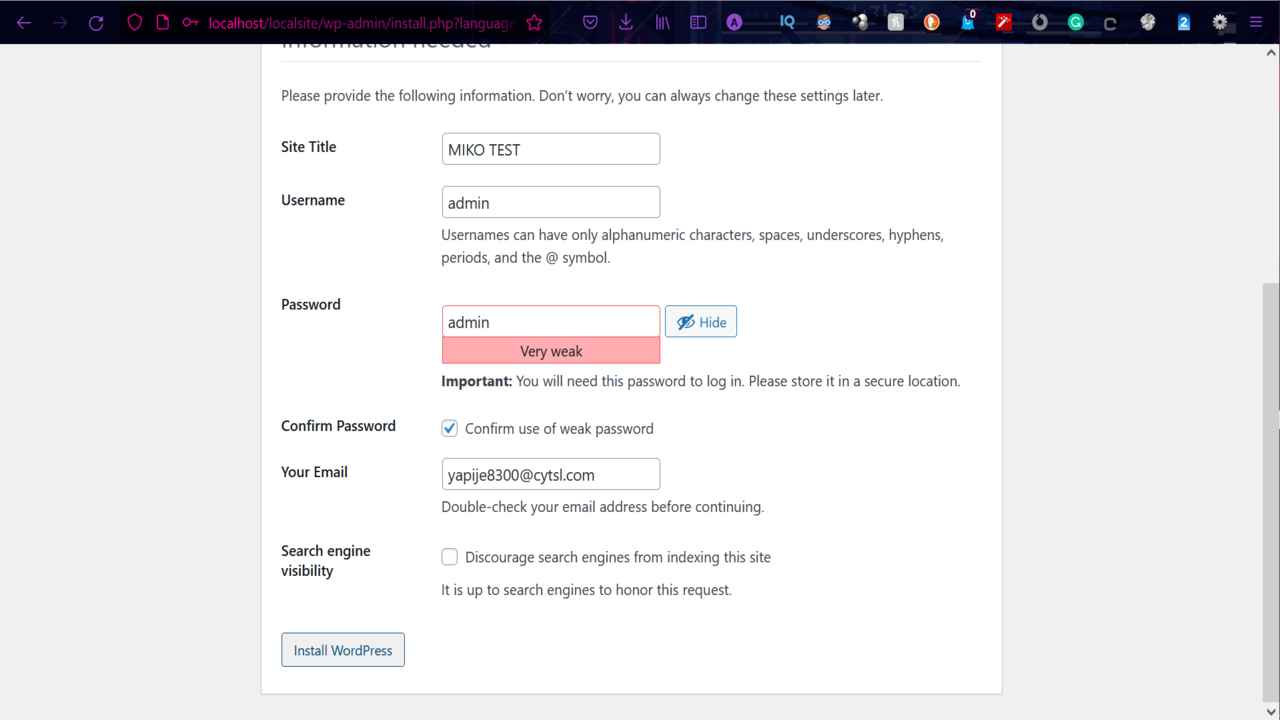 localhost/localsite/wp-admin/install.php?language
A
IQ
0
2
Information needed
Please provide the following information. Don't worry, you can always change these settings later.
Site Title
MIKO TEST
Username
admin
Usernames can have only alphanumeric characters, spaces, underscores, hyphens,
periods, and the @ symbol.
Password
admin
Hide
Very weak
Important: You will need this password to log in. Please store it in a secure location.
Confirm Password
Confirm use of weak password
Your Email
yapije8300@cytsl.com
Double-check your email address before continuing.
Search engine
visibility
Discourage search engines from indexing this site
It is up to search engines to honor this request.
Install WordPress